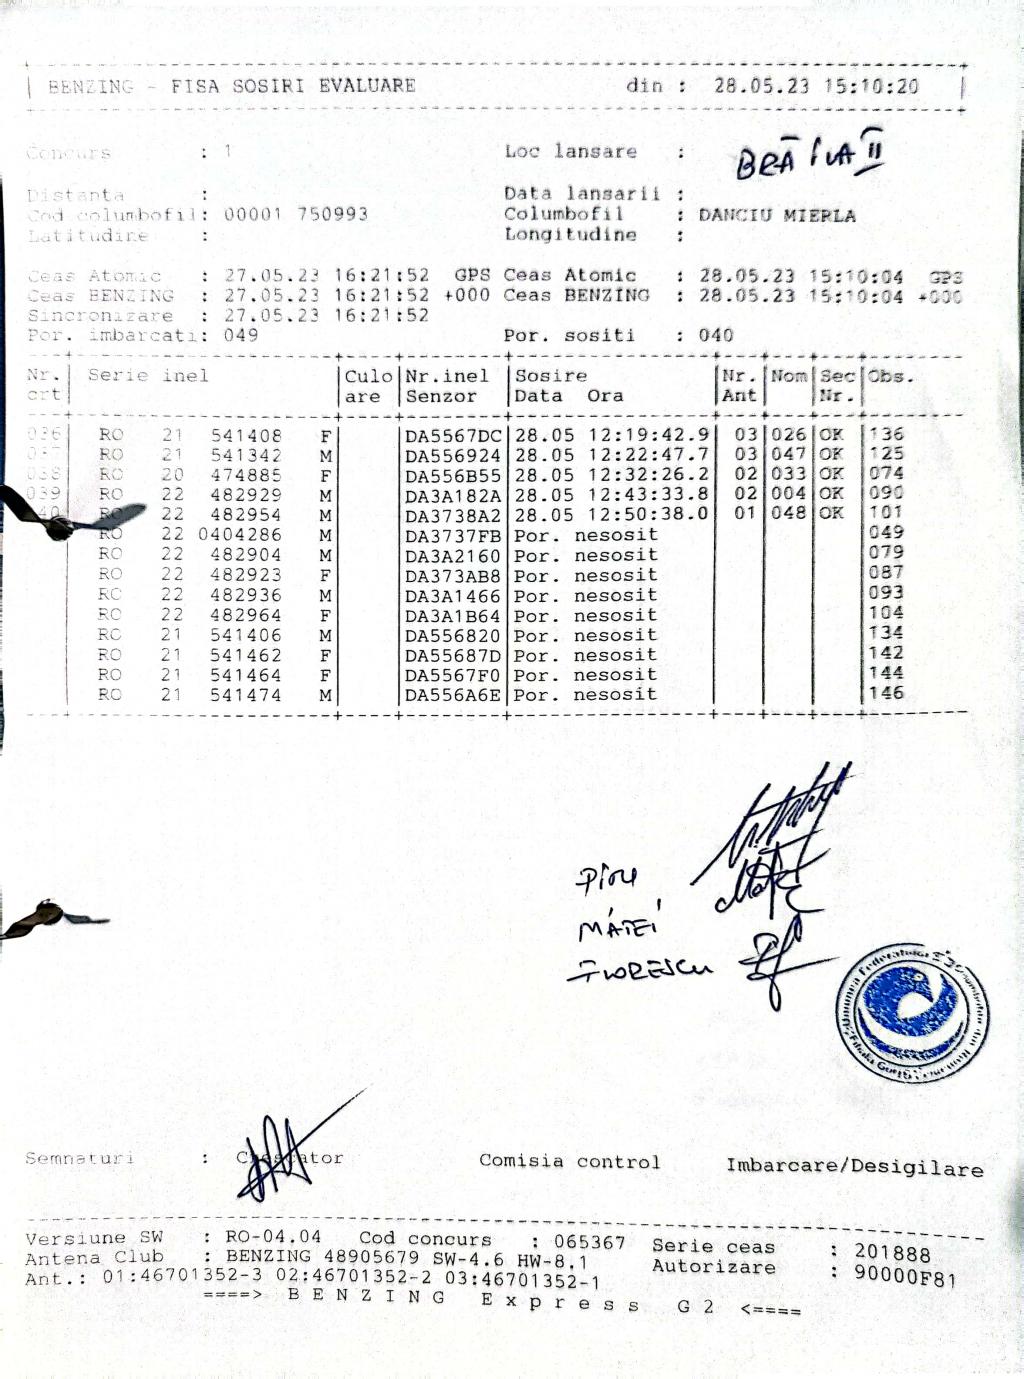 BENZING - FISA SOSIRI EVALUARE din : 28.05.23 15:10:20
Concurs : 1 Loc lansare : BRĂILA II
Distanta : Data lansarii :
Cod columbofil: 00001 750993 Columbofil : DANCIU MIERLA
Latitudine : Longitudine :
Ceas Atomic : 27.05.23 16:21:52 GPS Ceas Atomic : 28.05.23 15:10:04 GPS
Ceas BENZING : 27.05.23 16:21:52 +000 Ceas BENZING : 28.05.23 15:10:04 +000
Sincronizare : 27.05.23 16:21:52
Por. imbarcati: 049 Por. sositi : 040
Nr. Serie inel Culo Nr.inel Sosire Nr. Nom Sec Obs.
crt are Senzor Data Ora Ant Nr.
036 RO 21 541408 F DA5567DC 28.05 12:19:42.9 03 026 OK 136
037 RO 21 541342 M DA556924 28.05 12:22:47.7 03 047 OK 125
038 RO 20 474885 F DA556B55 28.05 12:32:26.2 02 033 OK 074
039 RO 22 482929 M DA3A182A 28.05 12:43:33.8 02 004 OK 090
40 RO 22 482954 M DA3738A2 28.05 12:50:38.0 01 048 OK 101
RO 22 0404286 M DA3737FB Por. nesosit 049
RO 22 482904 M DA3A2160 Por. nesosit 079
RO 22 482923 F DA373AB8 Por. nesosit 087
RO 22 482936 M DA3A1466 Por. nesosit 093
RO 22 482964 F DA3A1B64 Por. nesosit 104
RO 21 541406 M DA556820 Por. nesosit 134
RO 21 541462 F DA55687D Por. nesosit 142
RO 21 541464 F DA5567F0 Por. nesosit 144
RO 21 541474 M DA556A6E Por. nesosit 146
MATEI
FLORESCU
Semnaturi : Crescator Comisia control Imbarcare/Desigilare
Versiune SW : RO-04.04 Cod concurs : 065367 Serie ceas : 201888
Antena Club : BENZING 48905679 SW-4.6 HW-8.1 Autorizare : 90000F81
Ant.: 01:46701352-3 02:46701352-2 03:46701352-1
====> B E N Z I N G E x p r e s s G 2 <====